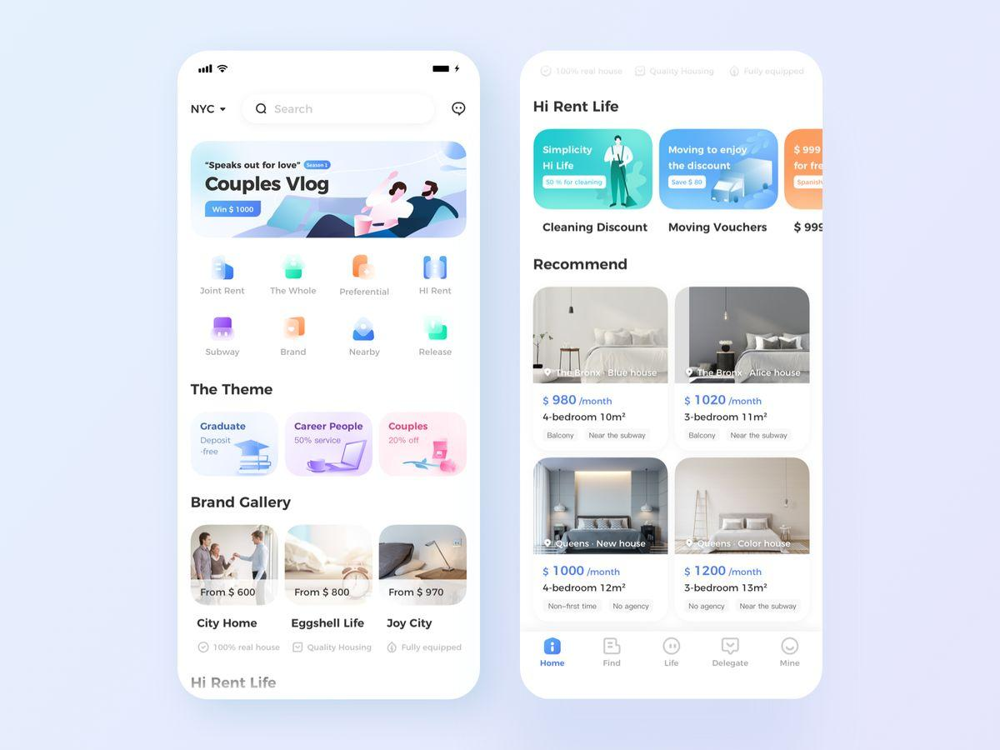 NYC
Search
“Speaks out for love” Season 1
Couples Vlog
Win $ 1000
Joint Rent
The Whole
Preferential
HI Rent
Subway
Brand
Nearby
Release
The Theme
Graduate
Deposit
-free
Career People
50% service
Couples
20% off
Brand Gallery
From $ 600
From $ 800
From $ 970
City Home
Eggshell Life
Joy City
100% real house
Quality Housing
Fully equipped
Hi Rent Life
100% real house
Quality Housing
Fully equipped
Hi Rent Life
Simplicity
Hi Life
50 % for cleaning
Moving to enjoy
the discount
Save $ 80
$ 999
for fre
Spanish
Cleaning Discount
Moving Vouchers
$ 999
Recommend
The Bronx · Blue house
$ 980 /month
4-bedroom 10m²
Balcony
Near the subway
The Bronx · Alice house
$ 1020 /month
3-bedroom 11m²
Balcony
Near the subway
Queens · New house
$ 1000 /month
4-bedroom 12m²
Non-first time
No agency
Queens · Color house
$ 1200 /month
3-bedroom 13m²
No agency
Near the subway
Home
Find
Life
Delegate
Mine